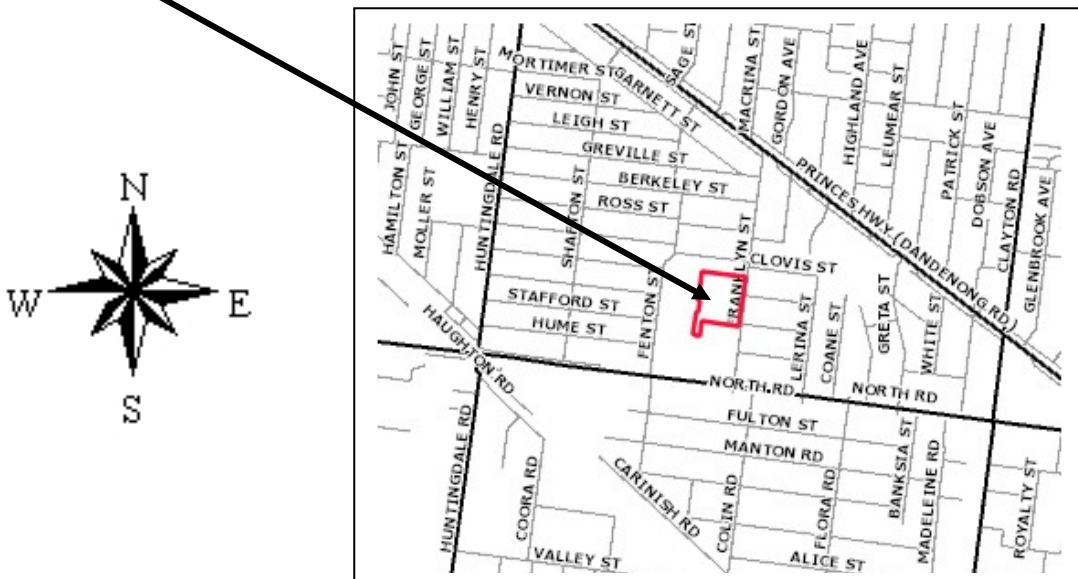 N
W
E
S
JOHN ST
GEORGE ST
WILLIAM ST
HENRY ST
HAMILTON ST
MOLLER ST
HUNTINGDALE RD
MORTIMER ST
GARNETT ST
VERNON ST
LEIGH ST
GREVILLE ST
BERKELEY ST
ROSS ST
SHAFTON ST
SAGE ST
MACRINA ST
GORDON AVE
HIGHLAND AVE
LEUMEAR ST
PATRICK ST
DOBSON AVE
CLAYTON RD
GLENBROOK AVE
PRINCES HWY (DANDENONG RD)
CLOVIS ST
FRANKLYN ST
FENTON ST
STAFFORD ST
HUME ST
HAUGHTON RD
LERINA ST
COANE ST
GRETA ST
WHITE ST
NORTH RD
NORTH RD
FULTON ST
MANTON RD
BANKSIA ST
MADELEINE RD
ROYALTY ST
FLORA RD
COLIN RD
CARINISH RD
COORA RD
HUNTINGDALE RD
VALLEY ST
ALICE ST